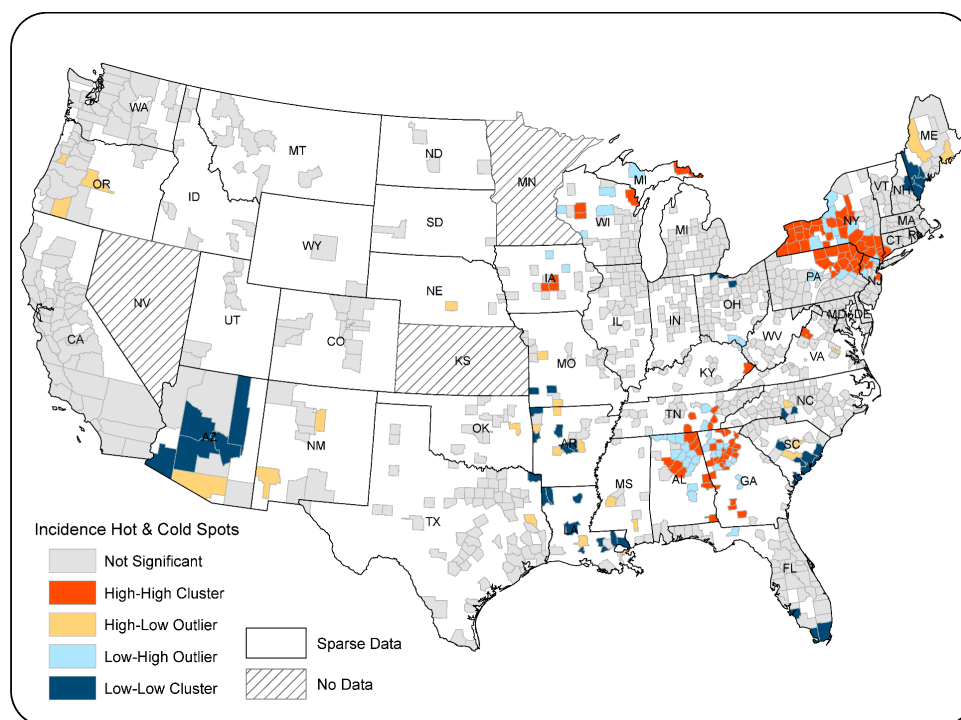 WA
MT
ND
MN
ME
OR
ID
SD
WI
MI
VT
NH
NY
MA
WY
MI
CT
RI
NE
IA
PA
NJ
NV
UT
CO
IL
IN
OH
MD
DE
CA
KS
MO
WV
VA
KY
AZ
NM
OK
AR
TN
NC
SC
MS
AL
GA
TX
LA
FL
Incidence Hot & Cold Spots
Not Significant
High-High Cluster
High-Low Outlier
Low-High Outlier
Low-Low Cluster
Sparse Data
No Data